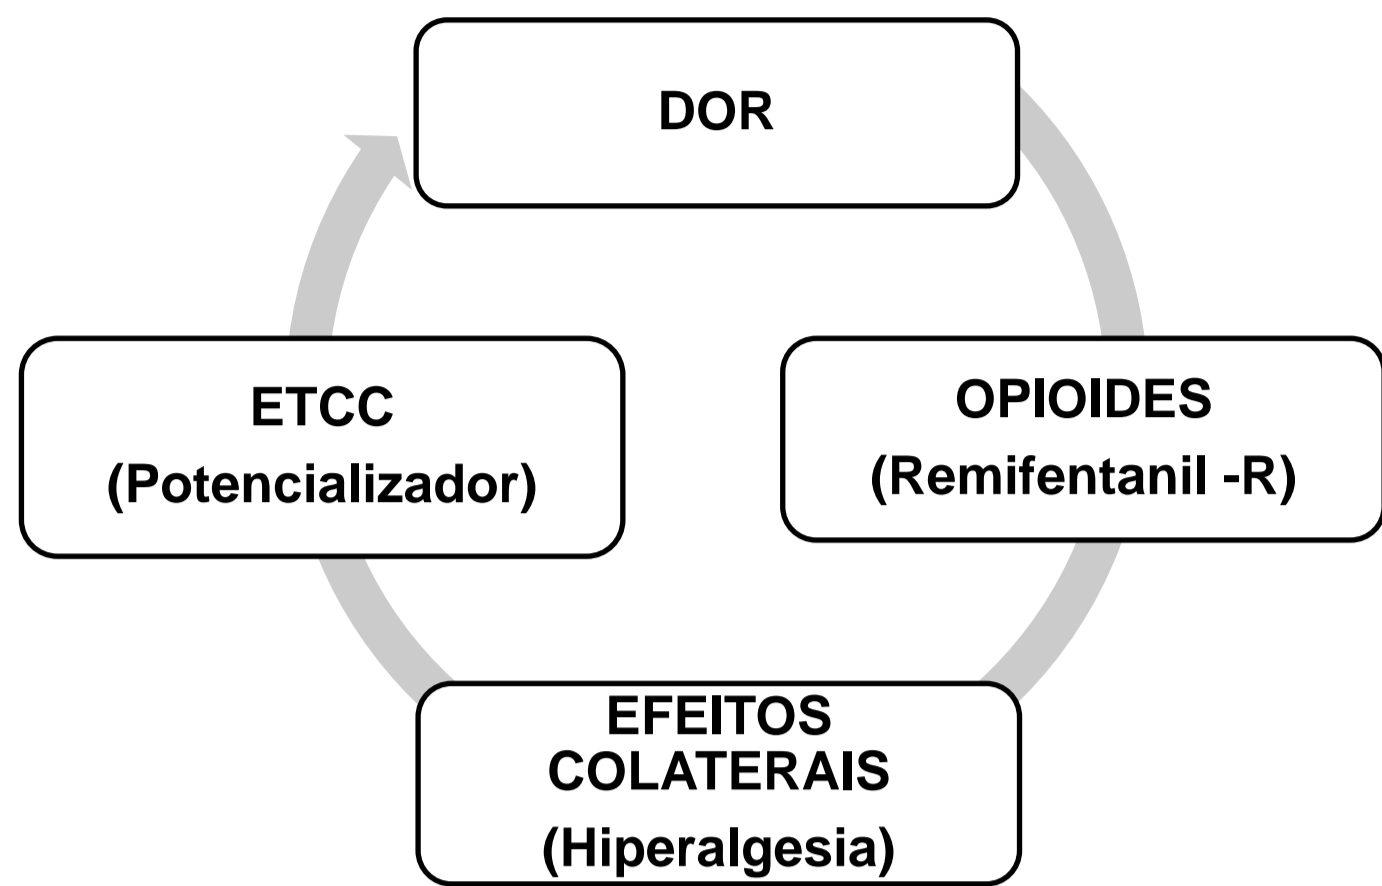 DOR
ETCC
(Potencializador)
OPIOIDES
(Remifentanil -R)
EFEITOS
COLATERAIS
(Hiperalgesia)